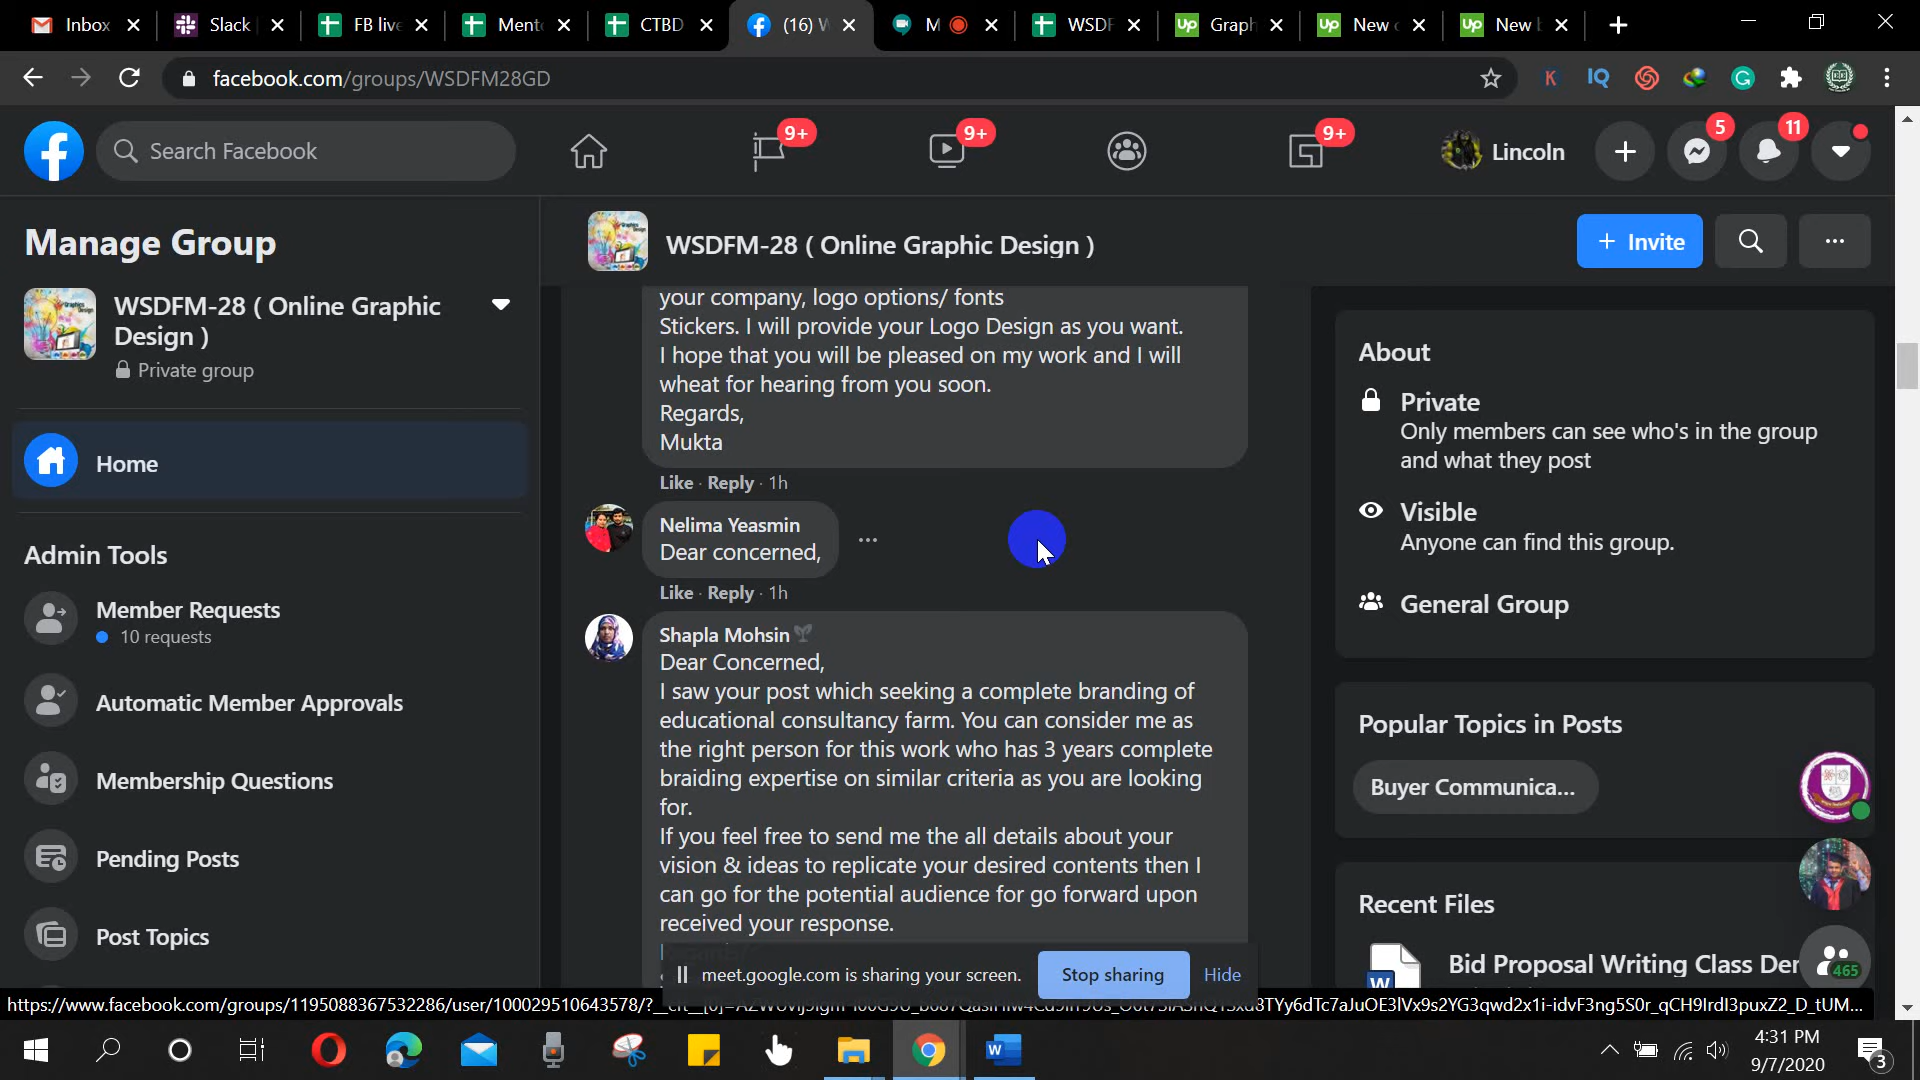 Inbox
Slack
FB live
Mento
CTBD
(16) W
M
WSDF
Graph
New
New
facebook.com/groups/WSDFM28GD
K
IQ
Search Facebook
9+
9+
9+
Lincoln
5
11
Manage Group
WSDFM-28 ( Online Graphic
Design )
Private group
Home
Admin Tools
Member Requests
10 requests
Automatic Member Approvals
Membership Questions
Pending Posts
Post Topics
WSDFM-28 ( Online Graphic Design )
+ Invite
your company, logo options/ fonts
Stickers. I will provide your Logo Design as you want.
I hope that you will be pleased on my work and I will
wheat for hearing from you soon.
Regards,
Mukta
Like · Reply · 1h
Nelima Yeasmin
Dear concerned,
Like · Reply · 1h
Shapla Mohsin
Dear Concerned,
I saw your post which seeking a complete branding of
educational consultancy farm. You can consider me as
the right person for this work who has 3 years complete
braiding expertise on similar criteria as you are looking
for.
If you feel free to send me the all details about your
vision & ideas to replicate your desired contents then I
can go for the potential audience for go forward upon
received your response.
meet.google.com is sharing your screen.
Stop sharing
Hide
About
Private
Only members can see who's in the group
and what they post
Visible
Anyone can find this group.
General Group
Popular Topics in Posts
Buyer Communica...
Recent Files
Bid Proposal Writing Class Der
465
https://www.facebook.com/groups/1195088367532286/user/100029510643578/?
4:31 PM
9/7/2020
3